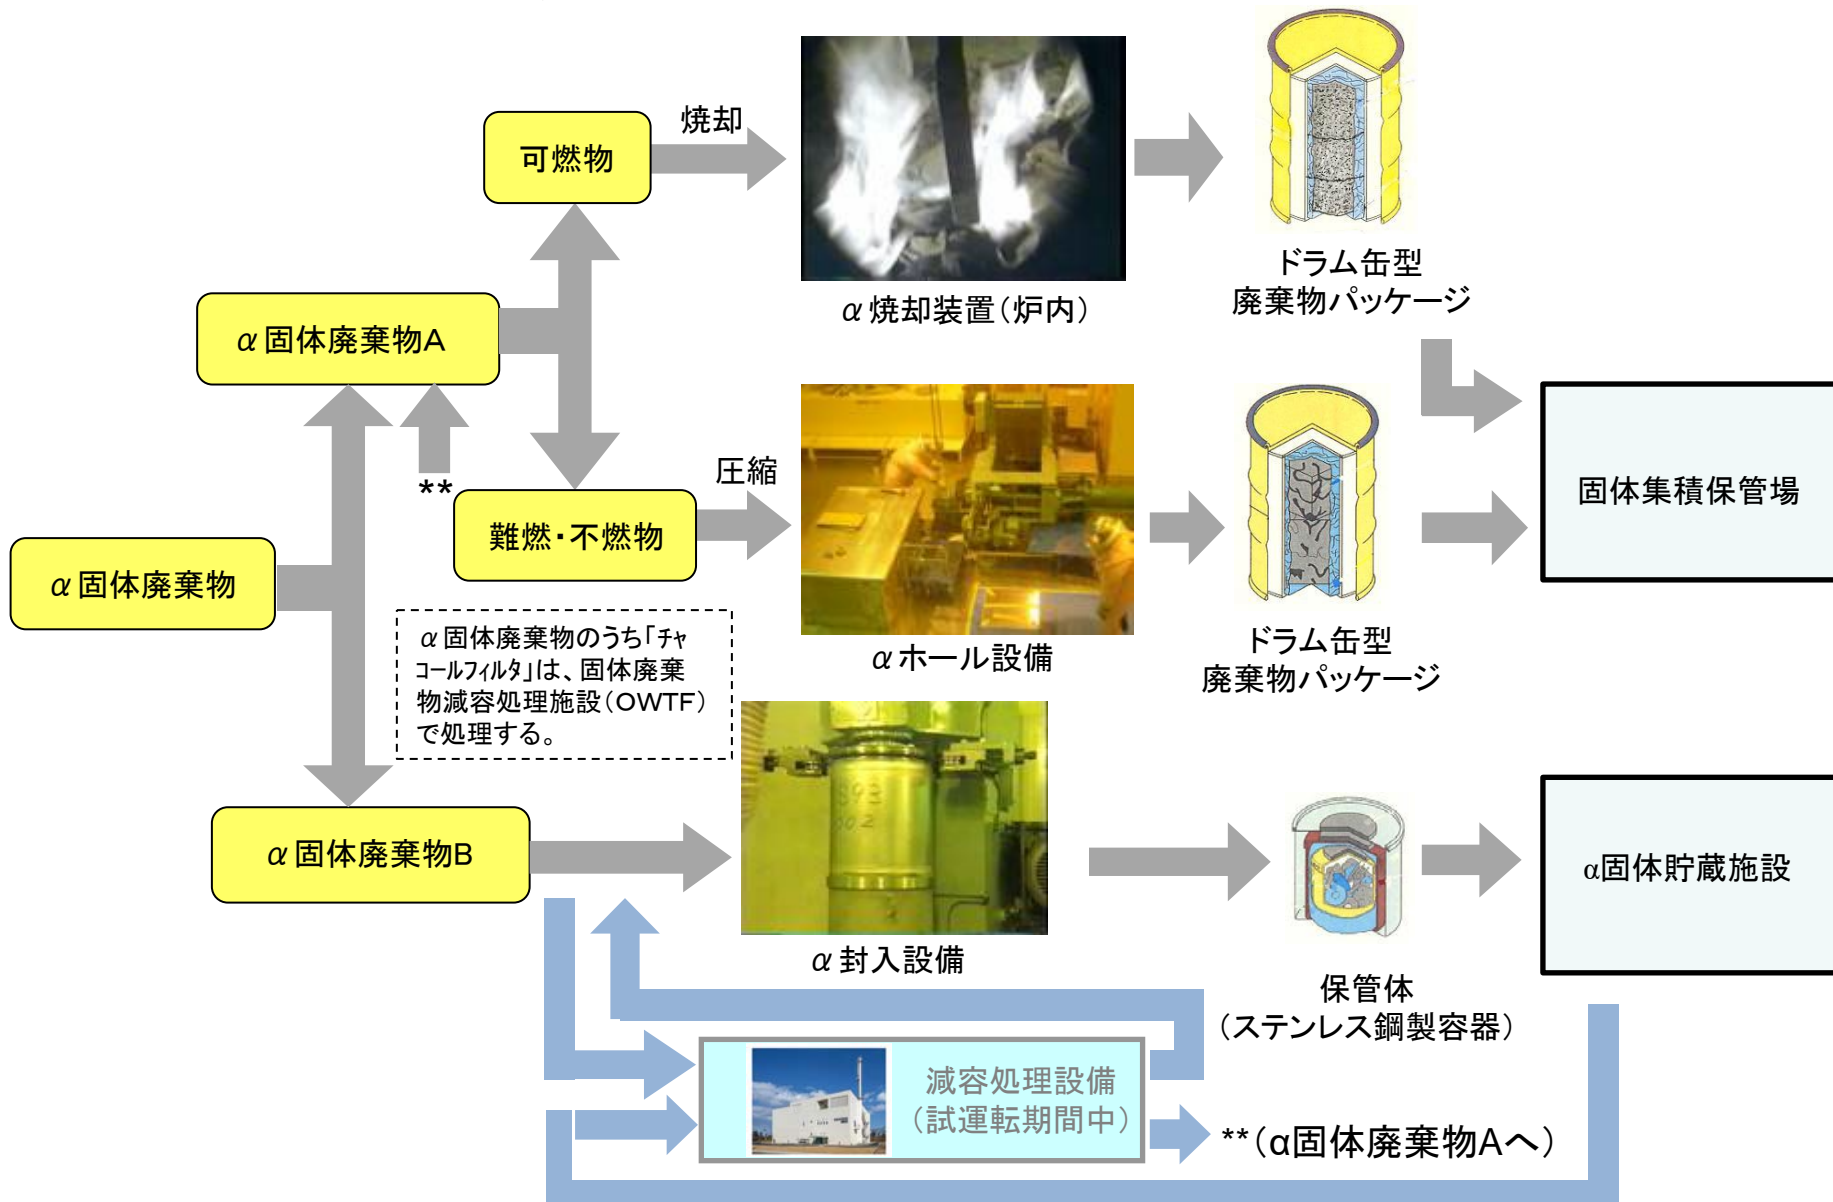 焼却
可燃物
α焼却装置（炉内）
ドラム缶型
廃棄物パッケージ
α固体廃棄物A
**
圧縮
難燃・不燃物
αホール設備
ドラム缶型
廃棄物パッケージ
固体集積保管場
α固体廃棄物
α固体廃棄物のうち「チャ
コールフィルタ」は、固体廃棄
物減容処理施設（OWTF）
で処理する。
α固体廃棄物B
α封入設備
保管体
（ステンレス鋼製容器）
α固体貯蔵施設
減容処理設備
（試運転期間中）
**（α固体廃棄物Aへ）